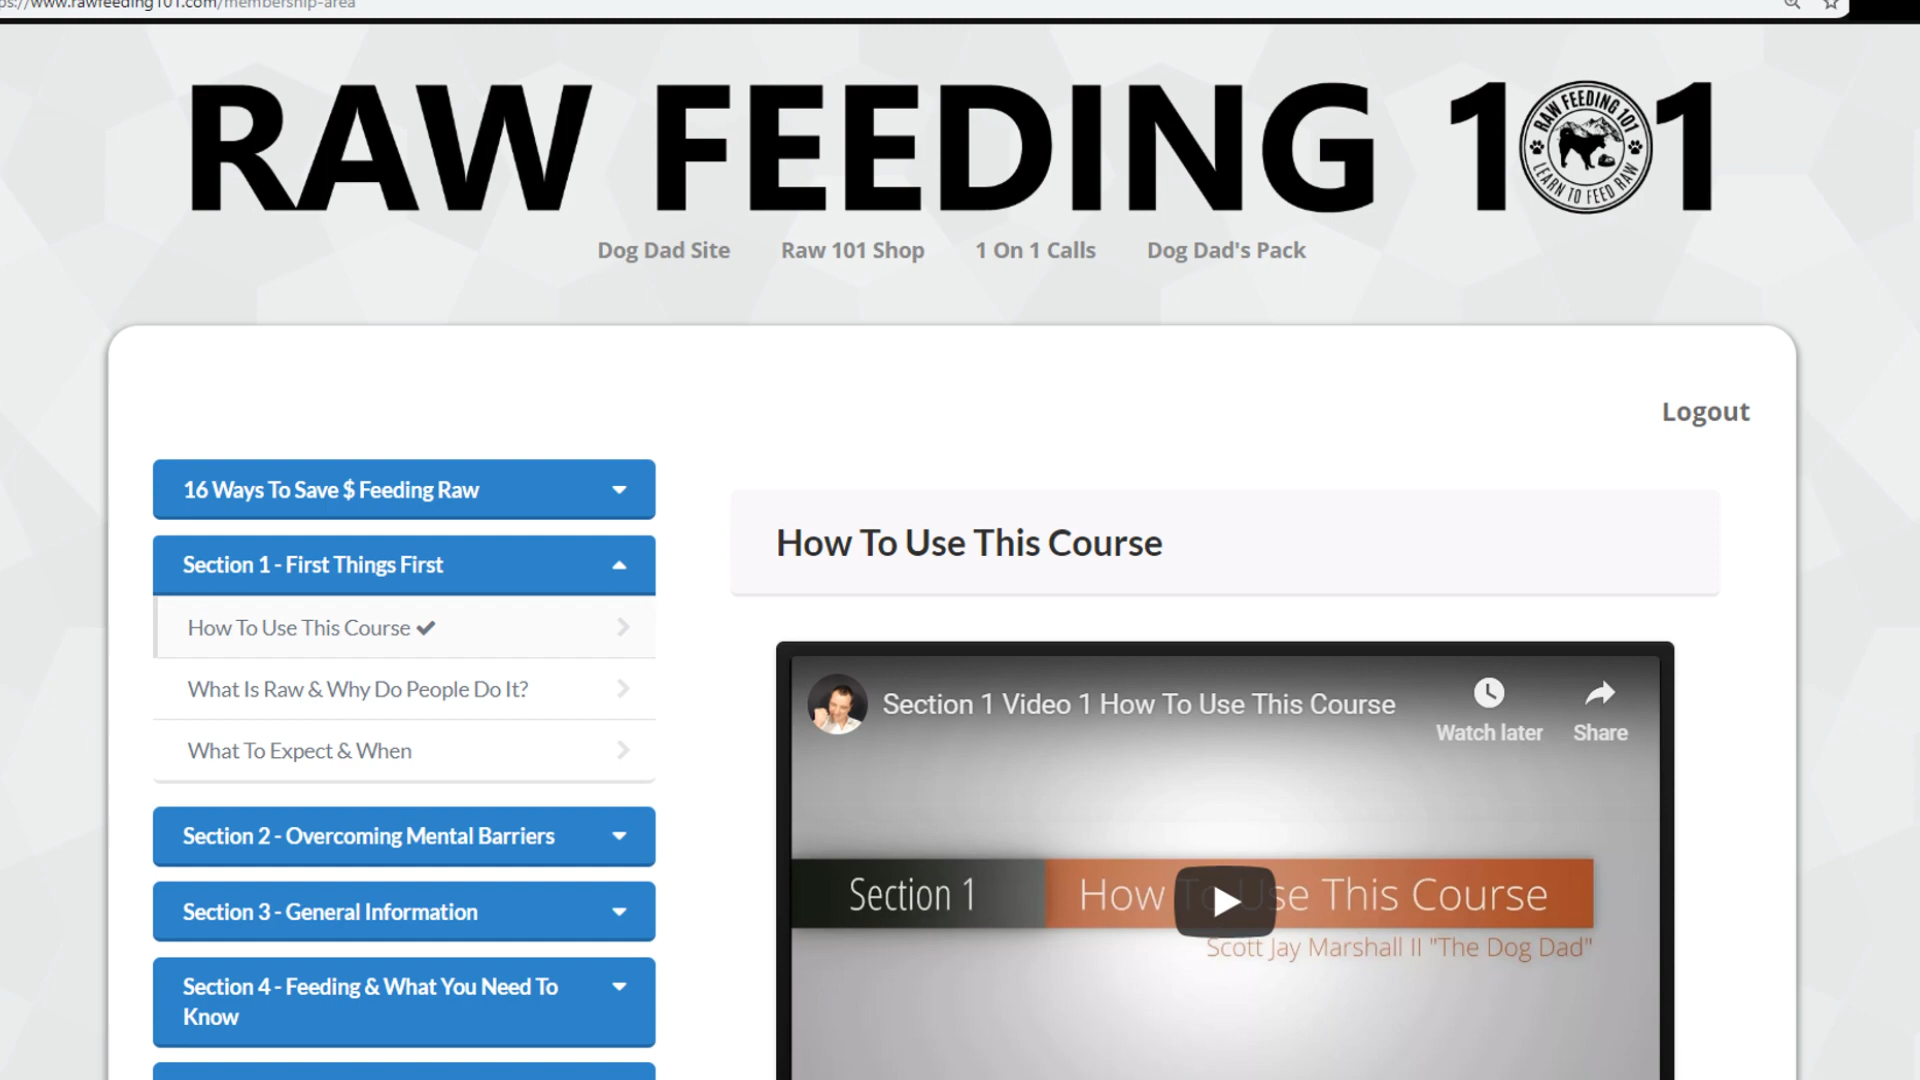 ps://www.rawfeeding101.com/membership-area
RAW FEEDING 101
RAW FEEDING 101
LEARN TO FEED RAW
Dog Dad Site
Raw 101 Shop
1 On 1 Calls
Dog Dad's Pack
Logout
16 Ways To Save $ Feeding Raw
Section 1 - First Things First
How To Use This Course
What Is Raw & Why Do People Do It?
What To Expect & When
Section 2 - Overcoming Mental Barriers
Section 3 - General Information
Section 4 - Feeding & What You Need To
Know
How To Use This Course
Section 1 Video 1 How To Use This Course
Watch later
Share
Section 1
How To Use This Course
Scott Jay Marshall II "The Dog Dad"